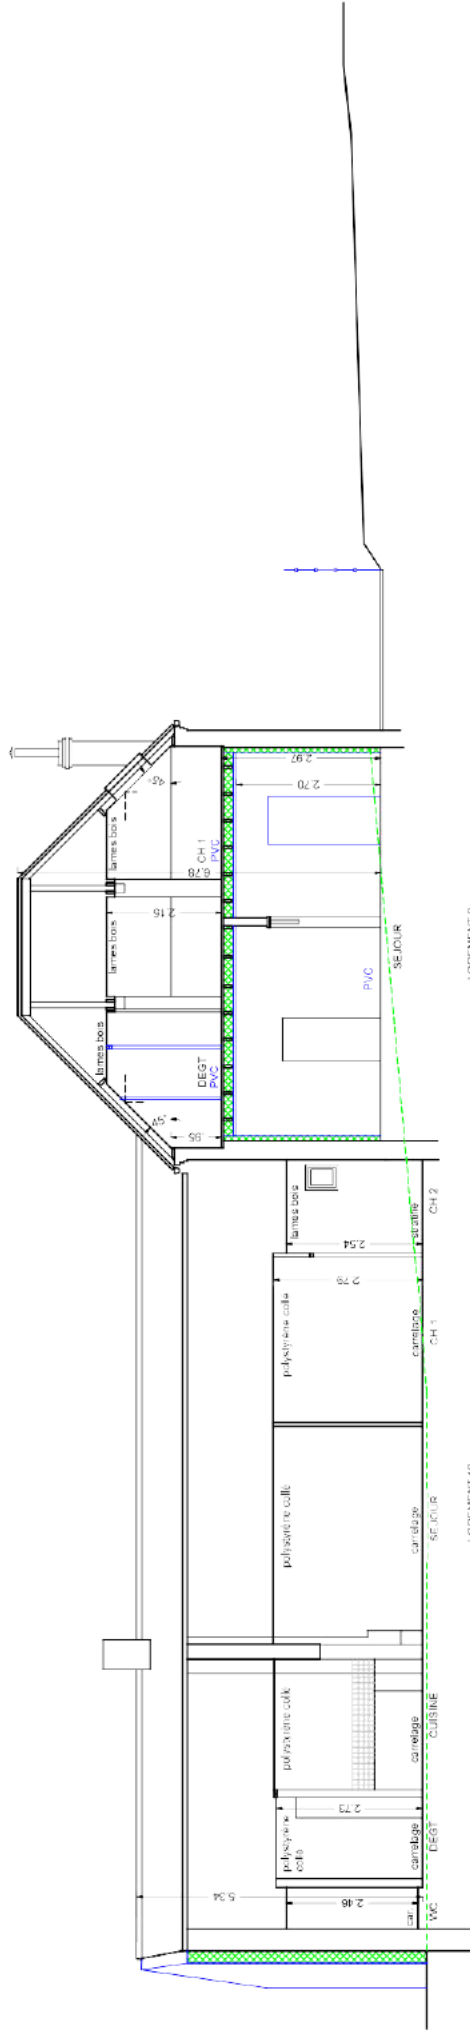 lames bois
lames bois
lames bois
45°
45°
CH 1
PVC
6.78
2.15
DEGT
PVC
.95
2.97
2.70
PVC
SEJOUR
lames bois
2.54
stratifié
CH 2
2.79
polystyrène collé
carrelage
CH 1
polystyrène collé
carrelage
SEJOUR
polystyrène collé
carrelage
CUISINE
2.73
polystyrène
collé
carrelage
DEGT
5.34
2.46
car.
WC